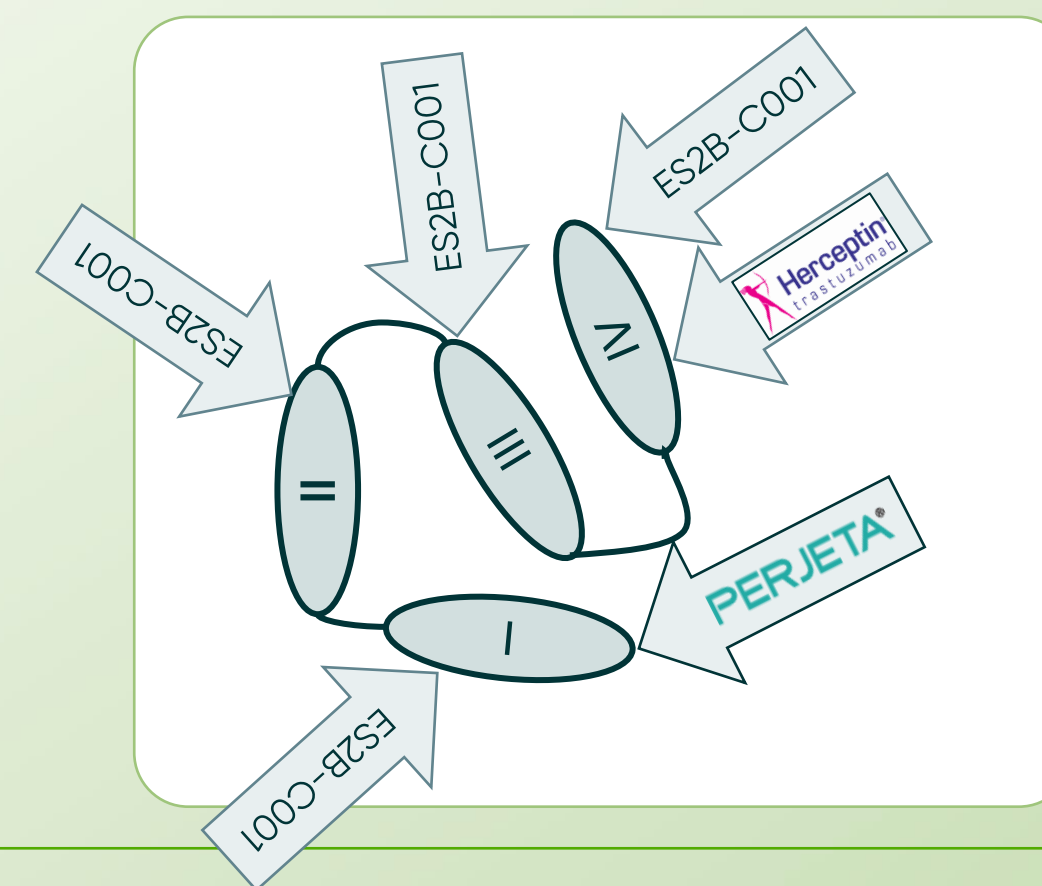 ES2B-C001
ES2B-C001
ES2B-C001
Herceptin®
trastuzumab
IV
III
II
PERJETA®
I
ES2B-C001